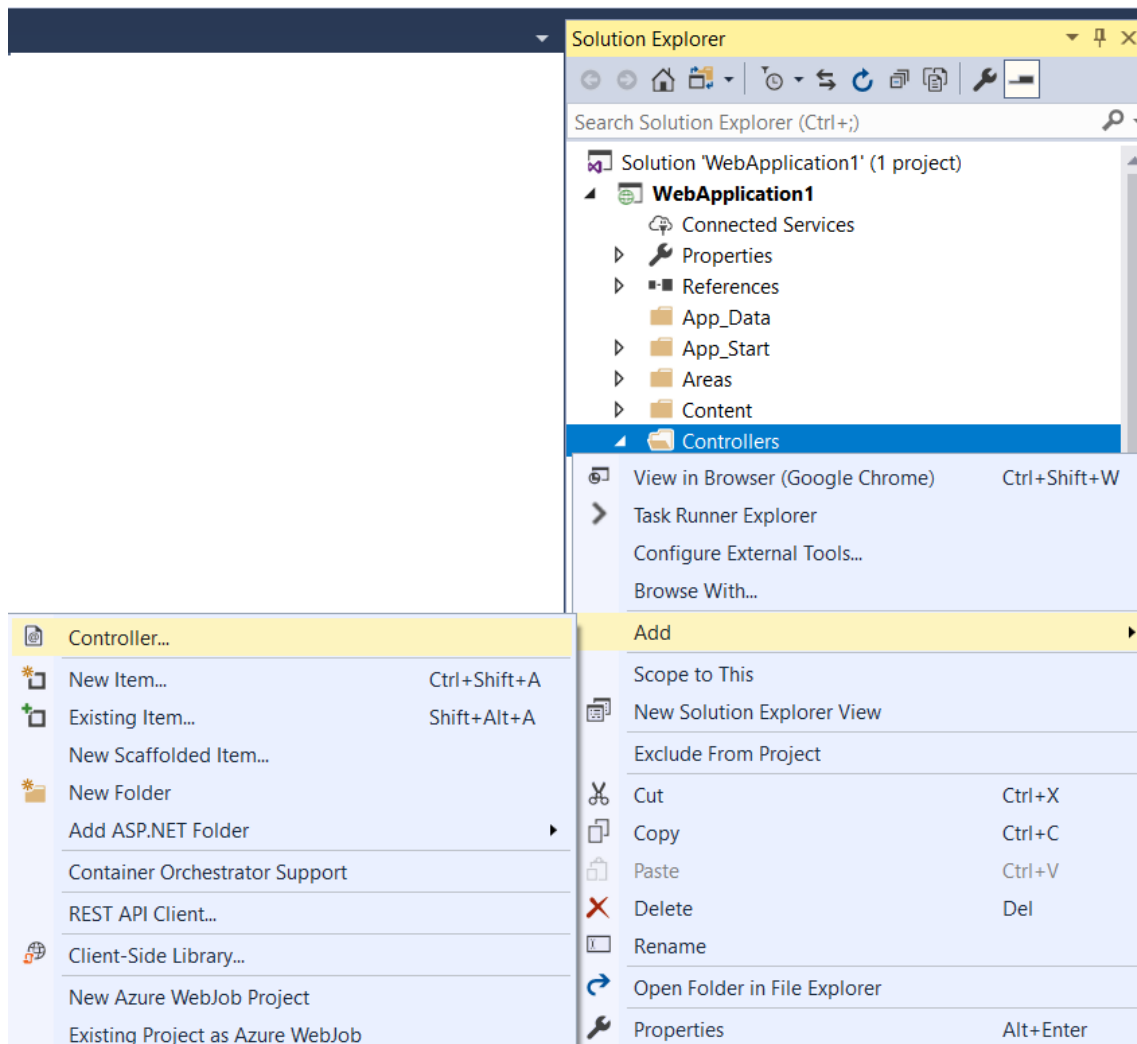 Solution Explorer
Search Solution Explorer (Ctrl+;)
Solution 'WebApplication1' (1 project)
WebApplication1
Connected Services
Properties
References
App_Data
App_Start
Areas
Content
Controllers
View in Browser (Google Chrome) Ctrl+Shift+W
Task Runner Explorer
Configure External Tools...
Browse With...
Add
Scope to This
New Solution Explorer View
Exclude From Project
Cut Ctrl+X
Copy Ctrl+C
Paste Ctrl+V
Delete Del
Rename
Open Folder in File Explorer
Properties Alt+Enter
Controller...
New Item... Ctrl+Shift+A
Existing Item... Shift+Alt+A
New Scaffolded Item...
New Folder
Add ASP.NET Folder
Container Orchestrator Support
REST API Client...
Client-Side Library...
New Azure WebJob Project
Existing Project as Azure WebJob